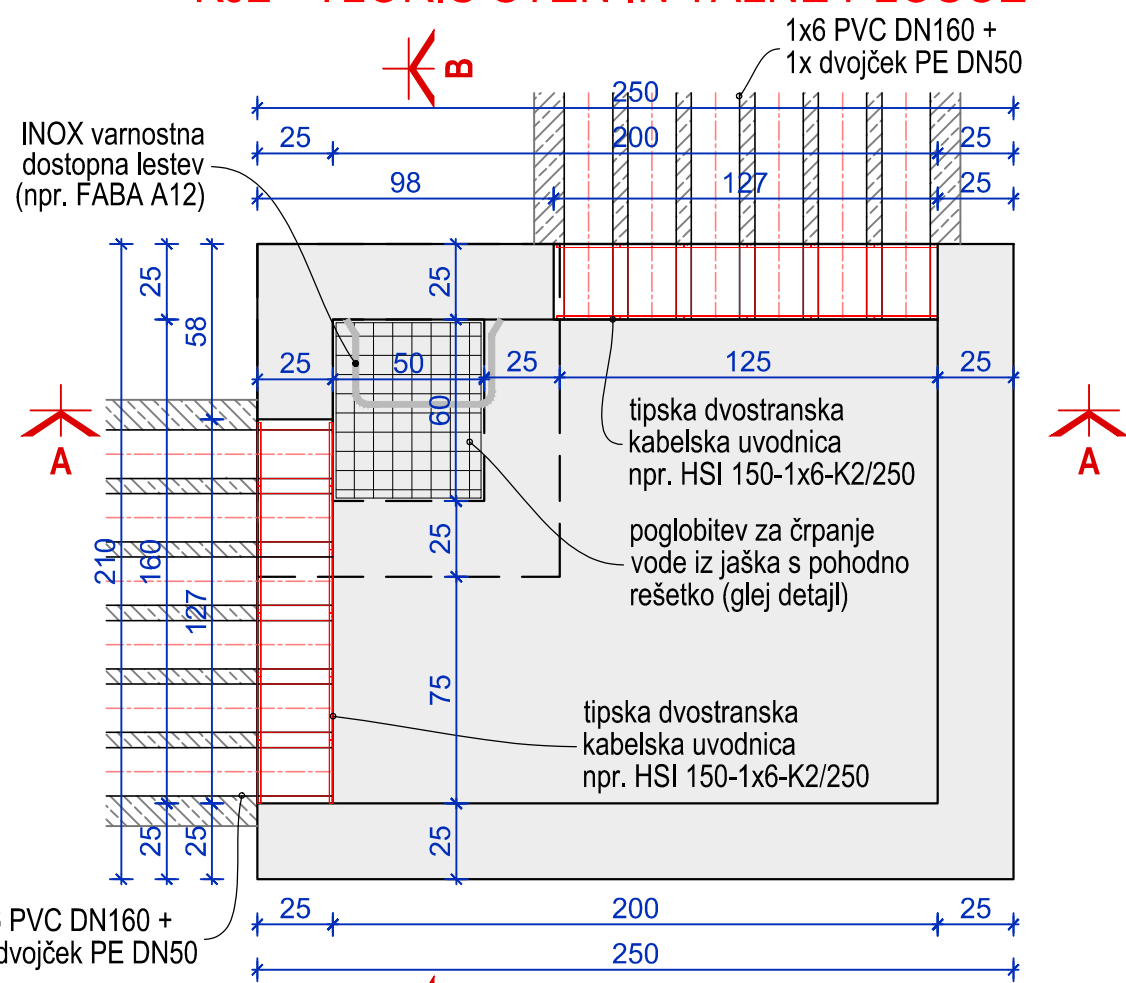 1x6 PVC DN160 +
1x dvojček PE DN50
B
250
25
200
25
98
127
25
INOX varnostna
dostopna lestev
(npr. FABA A12)
25
58
25
25
50
25
125
25
60
A
A
tipska dvostranska
kabelska uvodnica
npr. HSI 150-1x6-K2/250
poglobitev za črpanje
vode iz jaška s pohodno
rešetko (glej detajl)
210
160
127
25
75
tipska dvostranska
kabelska uvodnica
npr. HSI 150-1x6-K2/250
25
25
25
PVC DN160 +
dvojček PE DN50
25
200
25
250